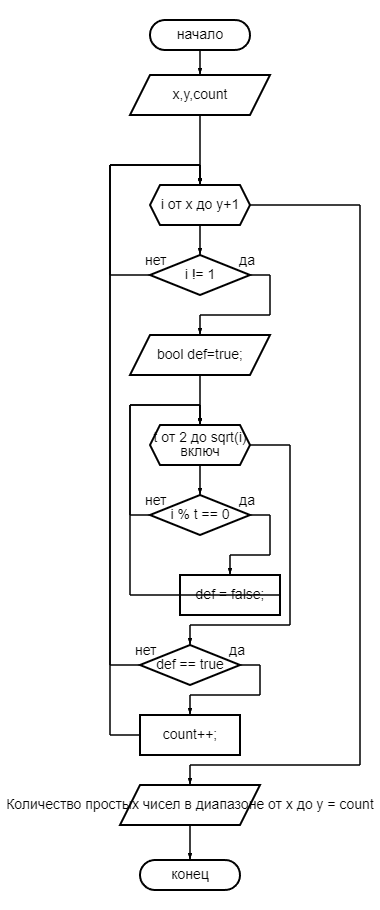 начало
x,y,count
i от x до y+1
нет
да
i != 1
bool def=true;
t от 2 до sqrt(i)
включ
нет
да
i % t == 0
def = false;
нет
да
def == true
count++;
Количество простых чисел в диапазоне от x до y = count
конец